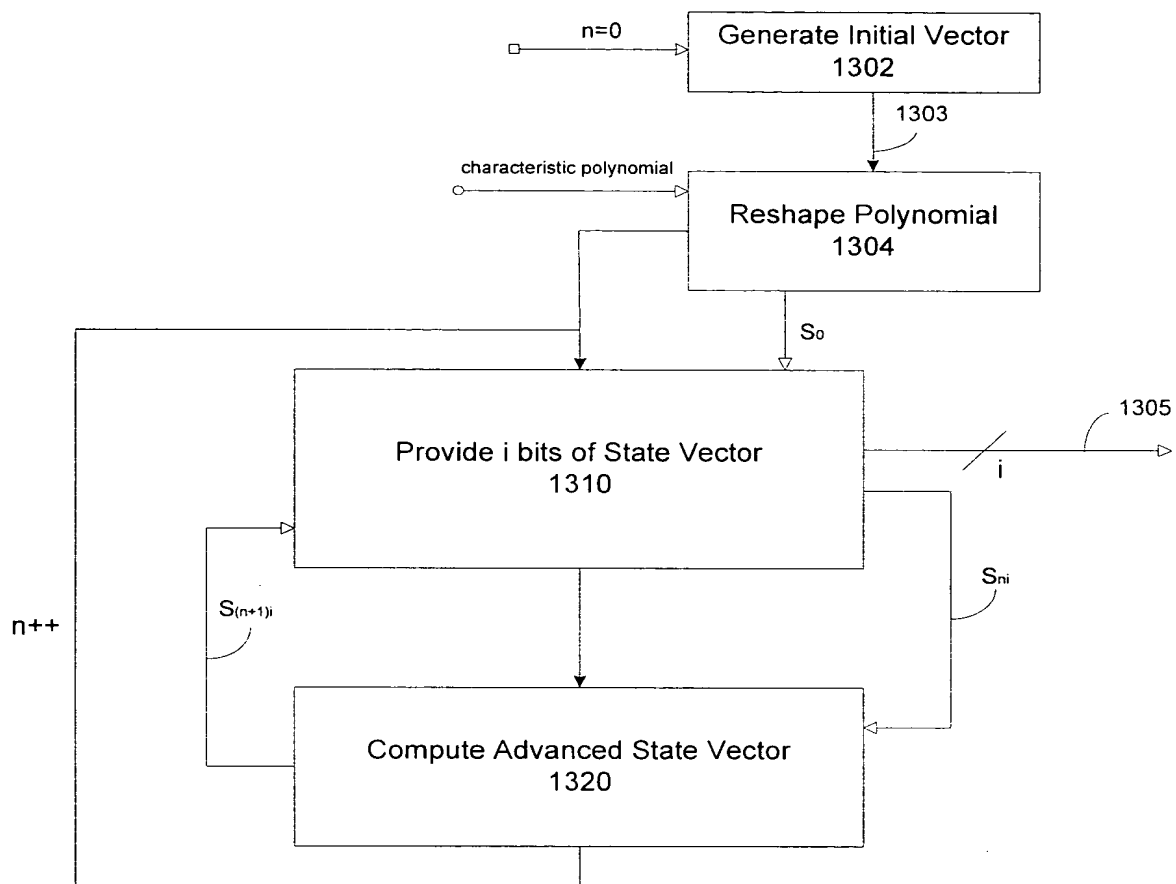 n=0
Generate Initial Vector
1302
1303
characteristic polynomial
Reshape Polynomial
1304
S0
1305
Provide i bits of State Vector
1310
i
S(n+1)i
Sni
n++
Compute Advanced State Vector
1320